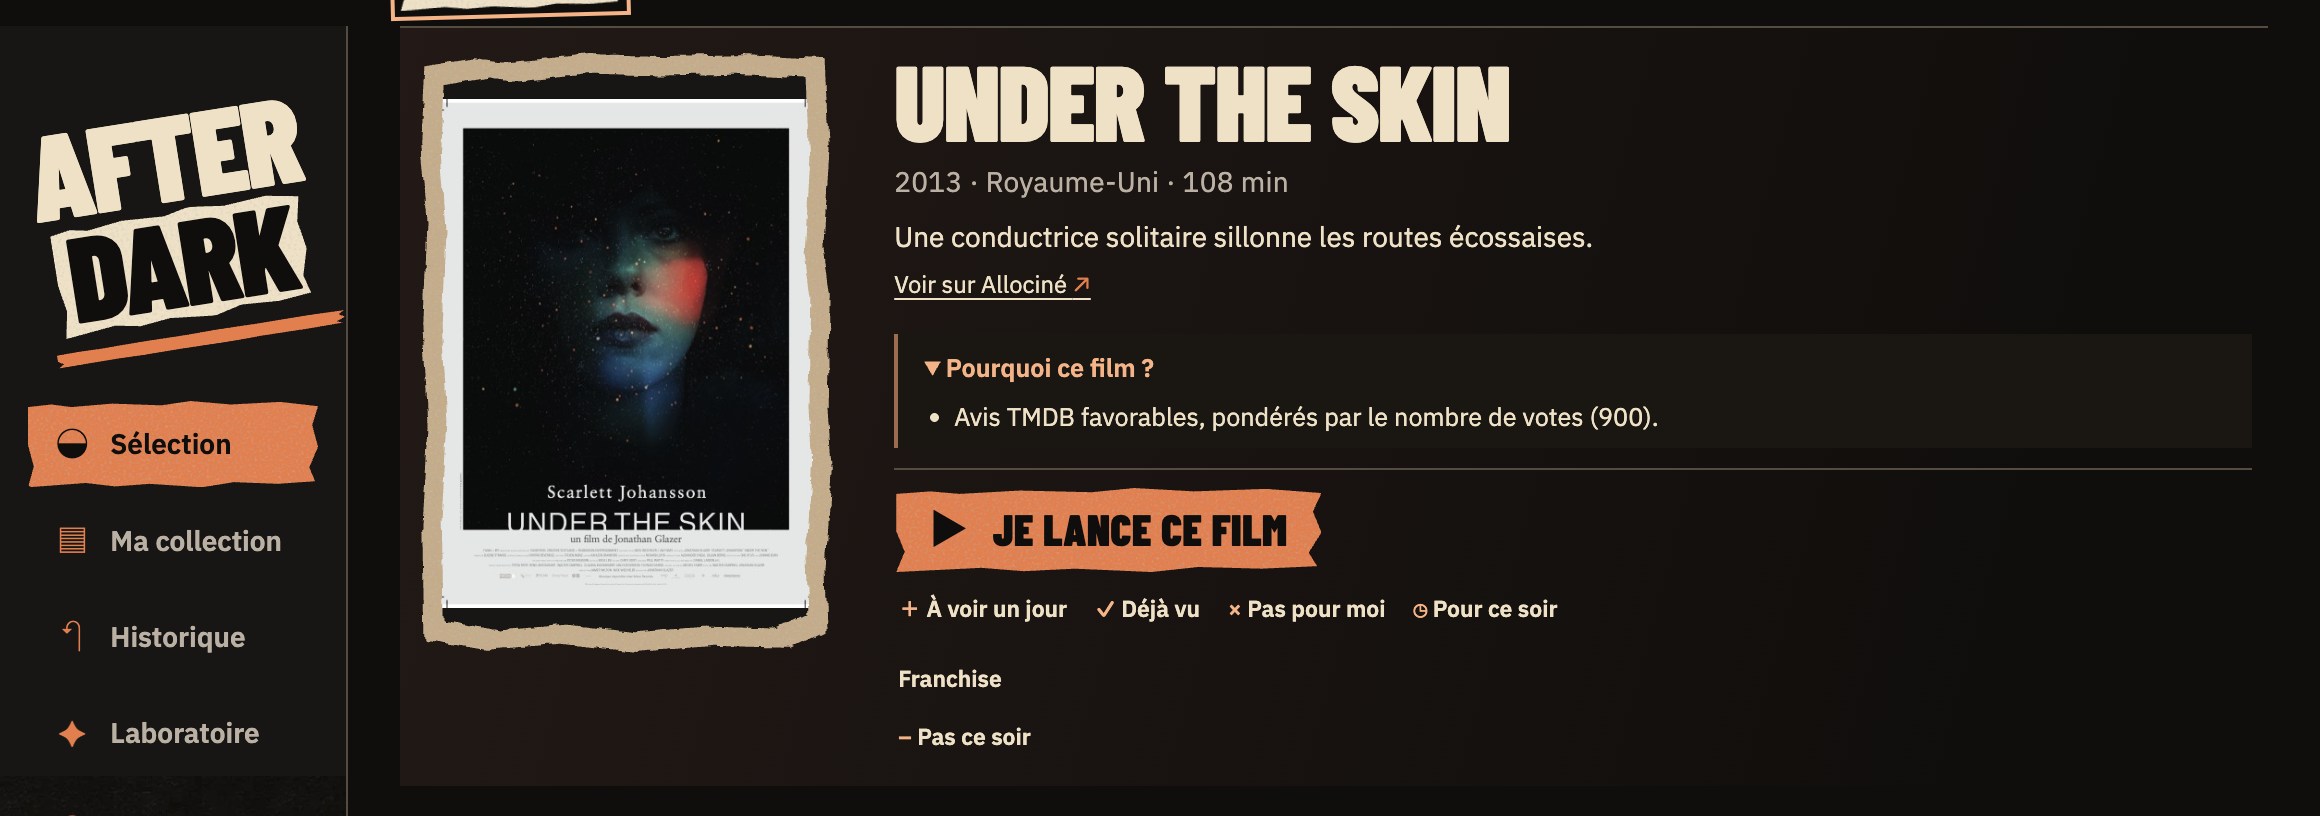 AFTER
DARK
Sélection
Ma collection
Historique
Laboratoire
Scarlett Johansson
UNDER THE SKIN
un film de Jonathan Glazer
UNDER THE SKIN
2013 · Royaume-Uni · 108 min
Une conductrice solitaire sillonne les routes écossaises.
Voir sur Allociné ↗
▼ Pourquoi ce film ?
• Avis TMDB favorables, pondérés par le nombre de votes (900).
▶ JE LANCE CE FILM
+ À voir un jour ✓ Déjà vu × Pas pour moi ◷ Pour ce soir
Franchise
– Pas ce soir